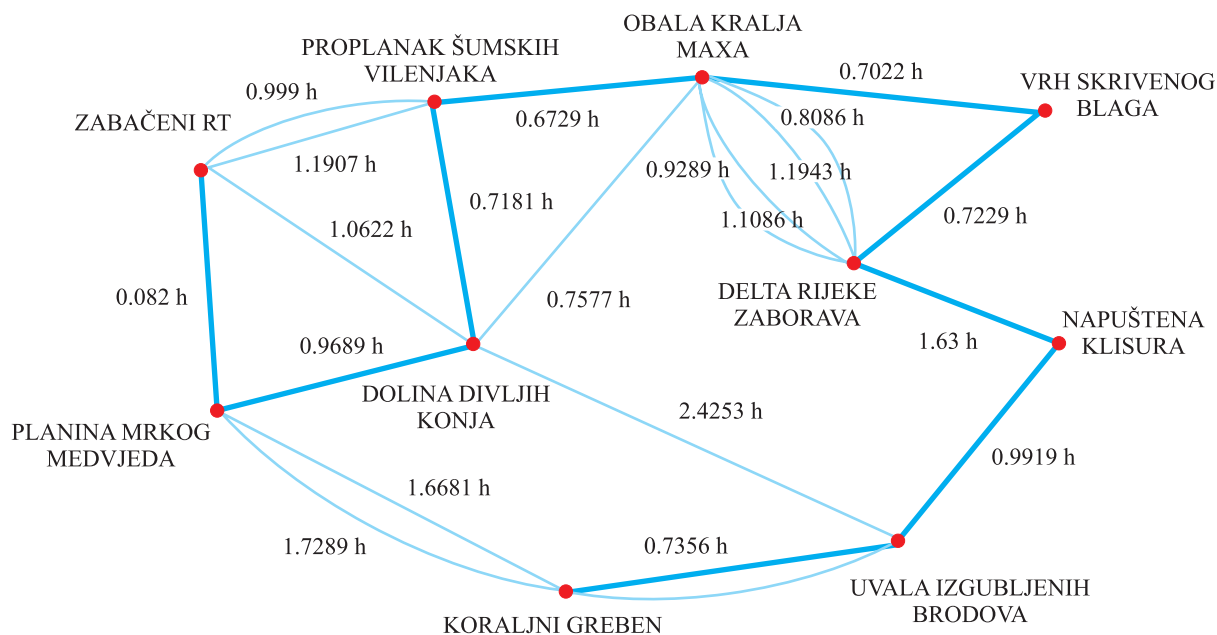 OBALA KRALJA
MAXA
PROPLANAK ŠUMSKIH
VILENJAKA
0.7022 h
VRH SKRIVENOG
BLAGA
0.999 h
ZABAČENI RT
0.6729 h
0.8086 h
1.1907 h
0.9289 h
1.1943 h
0.7181 h
1.1086 h
0.7229 h
1.0622 h
0.082 h
0.7577 h
DELTA RIJEKE
ZABORAVA
NAPUŠTENA
KLISURA
1.63 h
0.9689 h
DOLINA DIVLJIH
KONJA
2.4253 h
PLANINA MRKOG
MEDVJEDA
0.9919 h
1.6681 h
1.7289 h
0.7356 h
UVALA IZGUBLJENIH
BRODOVA
KORALJNI GREBEN